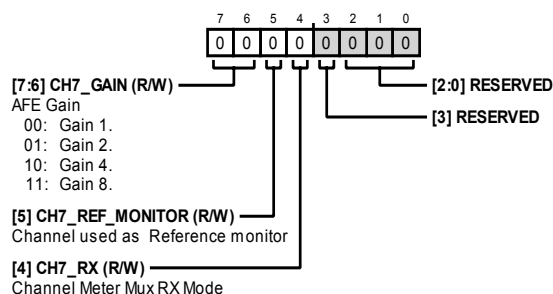 7 6 5 4 3 2 1 0
0 0 0 0 0 0 0 0
[7:6] CH7_GAIN (R/W)
AFE Gain
00: Gain 1.
01: Gain 2.
10: Gain 4.
11: Gain 8.
[5] CH7_REF_MONITOR (R/W)
Channel used as Reference monitor
[4] CH7_RX (R/W)
Channel Meter Mux RX Mode
[2:0] RESERVED
[3] RESERVED